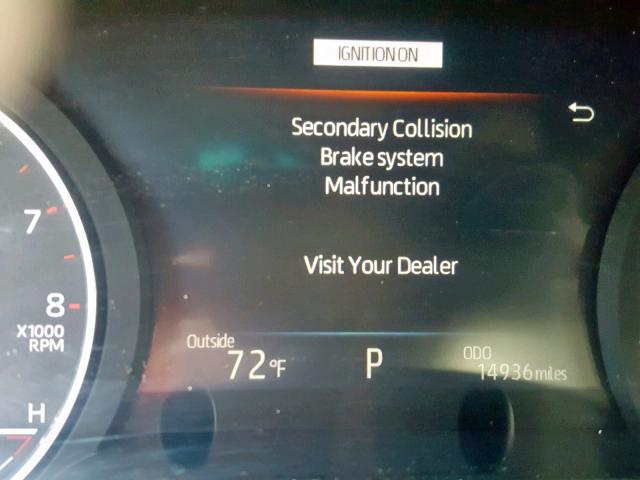 IGNITION ON
Secondary Collision
Brake system
Malfunction
Visit Your Dealer
7
8
X1000
RPM
H
Outside
72°F
P
ODO
14936 miles